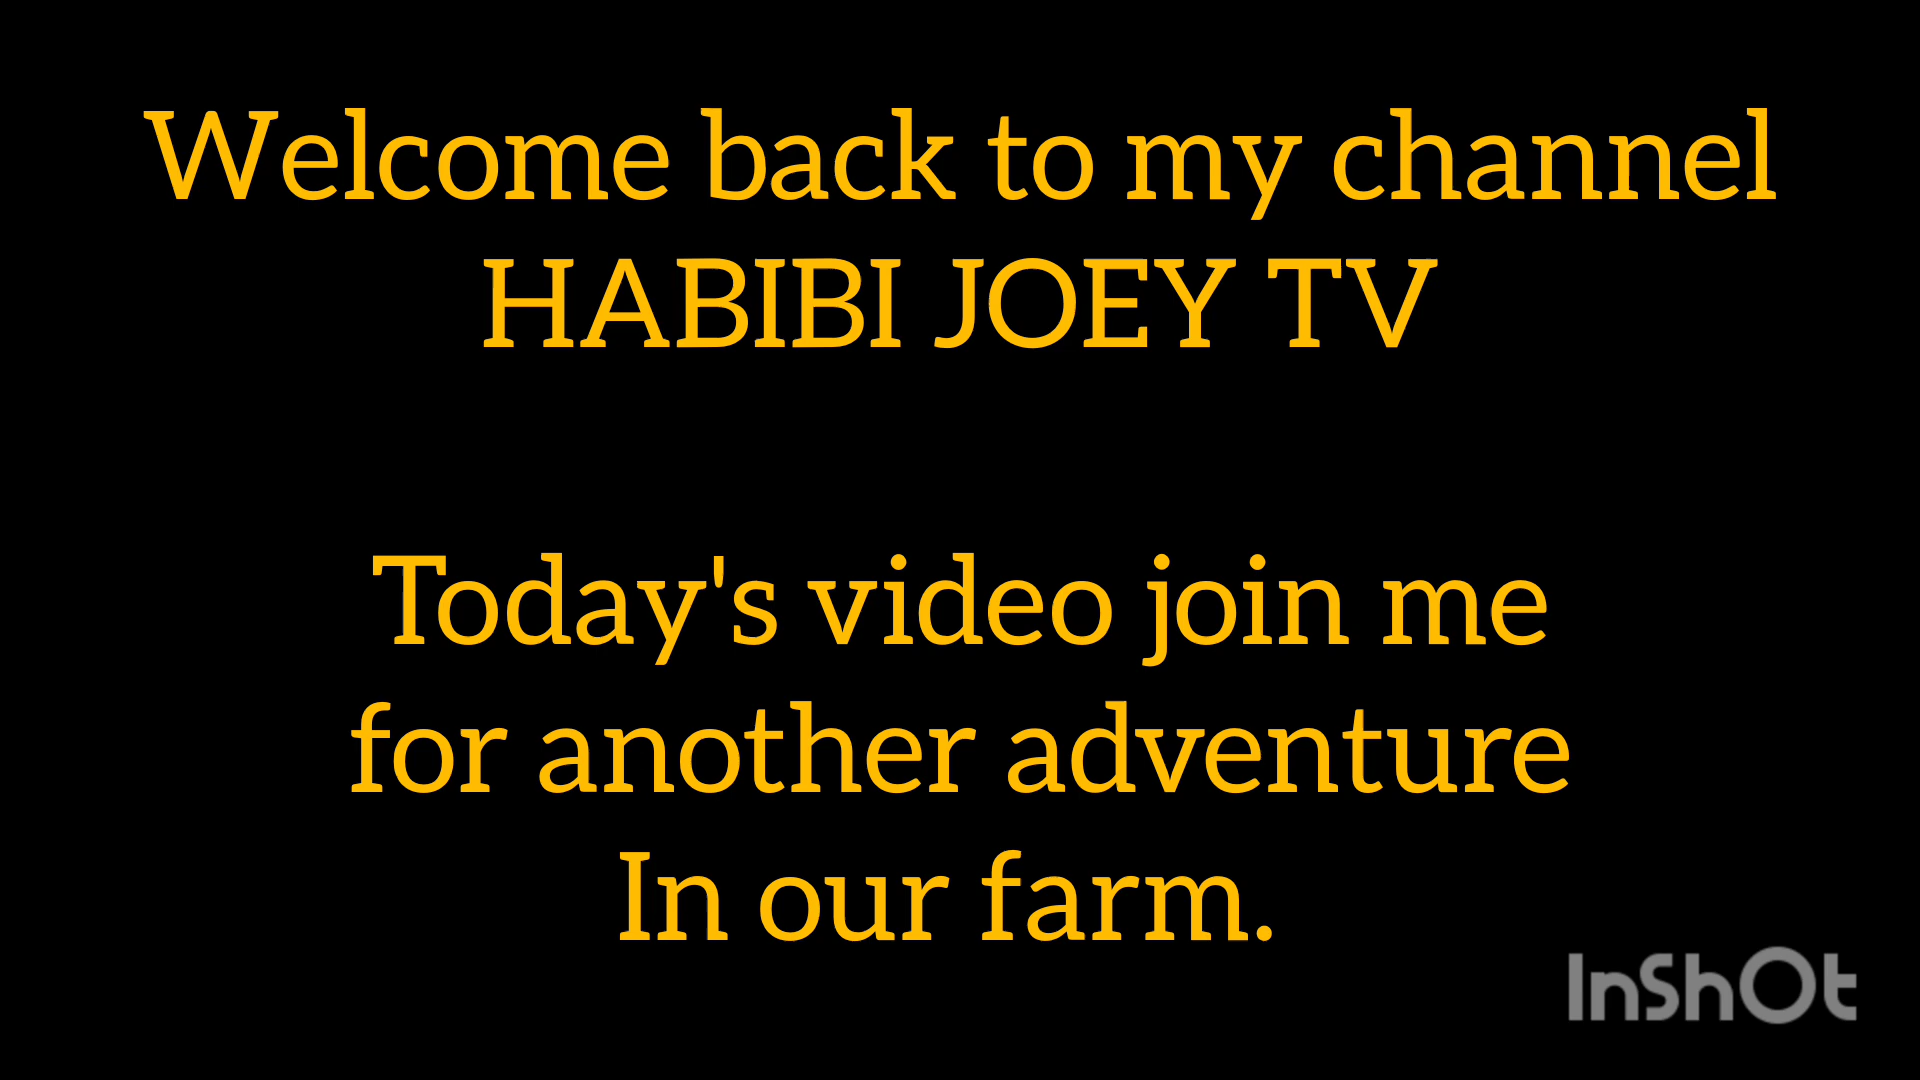 Welcome back to my channel
HABIBI JOEY TV
Today's video join me
for another adventure
In our farm.
InShOt